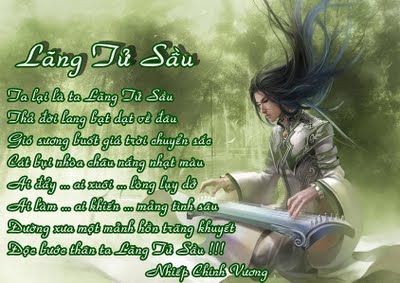 Lãng Tử Sầu
Ta lại là ta Lãng Tử Sầu
Thả đời lang bạt dạt về đâu
Gió sương buốt giá trời chuyển sắc
Cát bụi nhòa châu nắng nhạt màu
Ai đẩy ... ai xuôi ... lòng lụy đổ
Ai làm ... ai khiến ... mảng tình sâu
Đường xưa một mảnh hồn trăng khuyết
Độc bước thân ta Lãng Tử Sầu !!!
Nhiếp Chính Vương